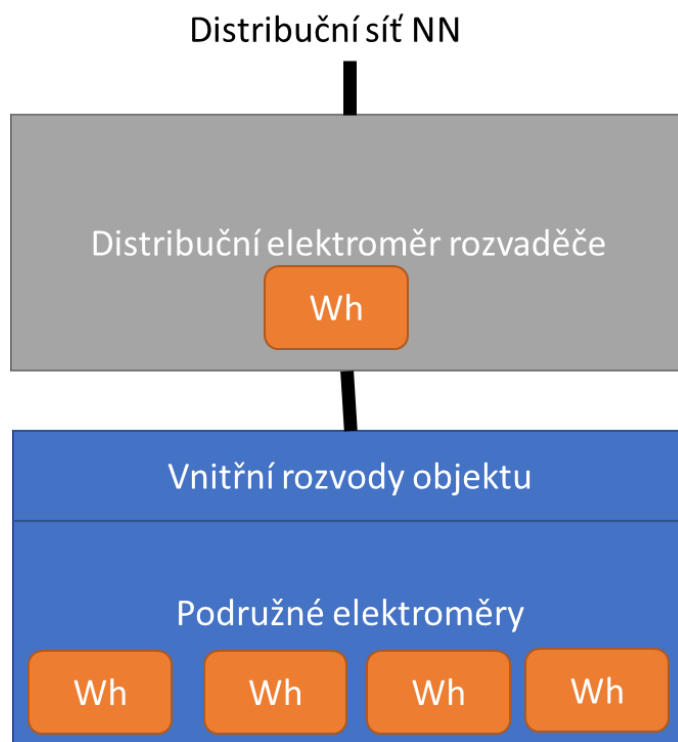 Distribuční síť NN
Distribuční elektroměr rozvaděče
Wh
Vnitřní rozvody objektu
Podružné elektroměry
Wh Wh Wh Wh